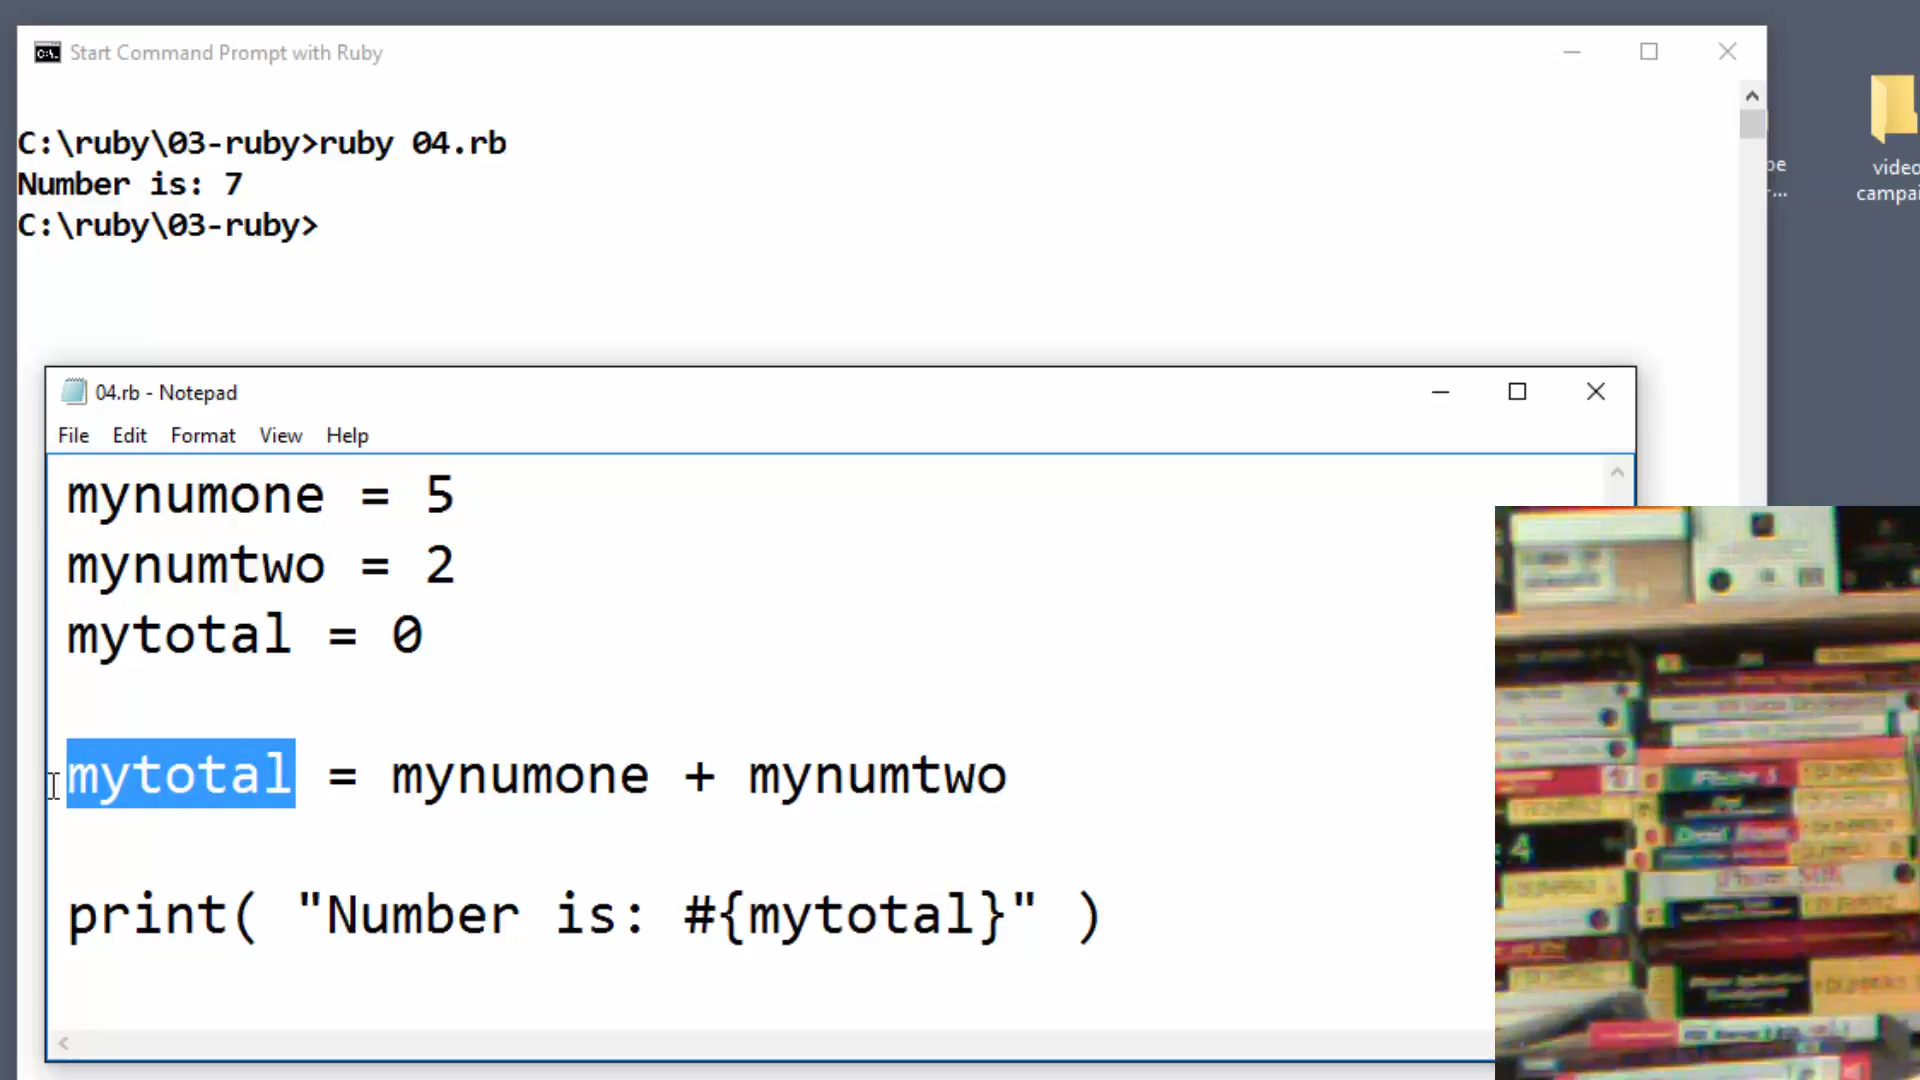 Start Command Prompt with Ruby
C:\ruby\03-ruby>ruby 04.rb
Number is: 7
C:\ruby\03-ruby>
video
campai
04.rb - Notepad
File Edit Format View Help
mynumone = 5
mynumtwo = 2
mytotal = 0
mytotal = mynumone + mynumtwo
print( "Number is: #{mytotal}" )